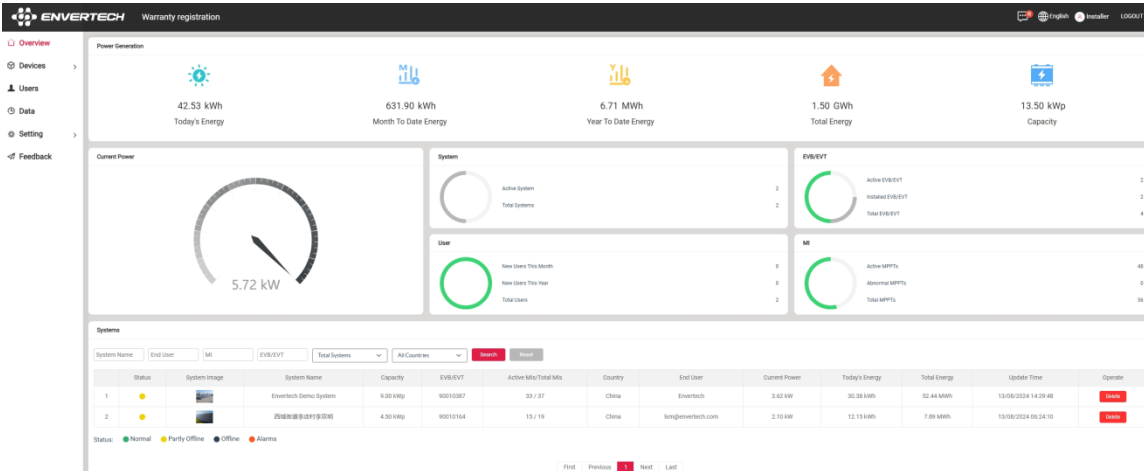 ENVERTECH Warranty registration English Installer LOGOUT
Overview
Devices
Users
Data
Setting
Feedback
Power Generation
42.53 kWh 631.90 kWh 6.71 MWh 1.50 GWh 13.50 kWp
Today's Energy Month To Date Energy Year To Date Energy Total Energy Capacity
Current Power
5.72 kW
System
Active System 2
Total Systems 2
EVB/EVT
Active EVB/EVT 2
Installed EVB/EVT 2
Total EVB/EVT 4
User
New Users This Month 0
New Users This Year 0
Total Users 2
MI
Active MPPTs 48
Abnormal MPPTs 0
Total MPPTs 56
Systems
System Name End User MI EVB/EVT Total Systems All Countries Search Reset
Status System Image System Name Capacity EVB/EVT Active MIs/Total MIs Country End User Current Power Today's Energy Total Energy Update Time Operate
1 Envertech Demo System 9.00 kWp 90010387 33 / 37 China Envertech 3.62 kW 30.38 kWh 52.44 MWh 13/08/2024 14:29:48 Delete
2 4.50 kWp 90010164 15 / 19 China lxm@envertech.com 2.10 kW 12.15 kWh 7.89 MWh 13/08/2024 06:24:10 Delete
Status: Normal Partly Offline Offline Alarms
First Previous 1 Next Last